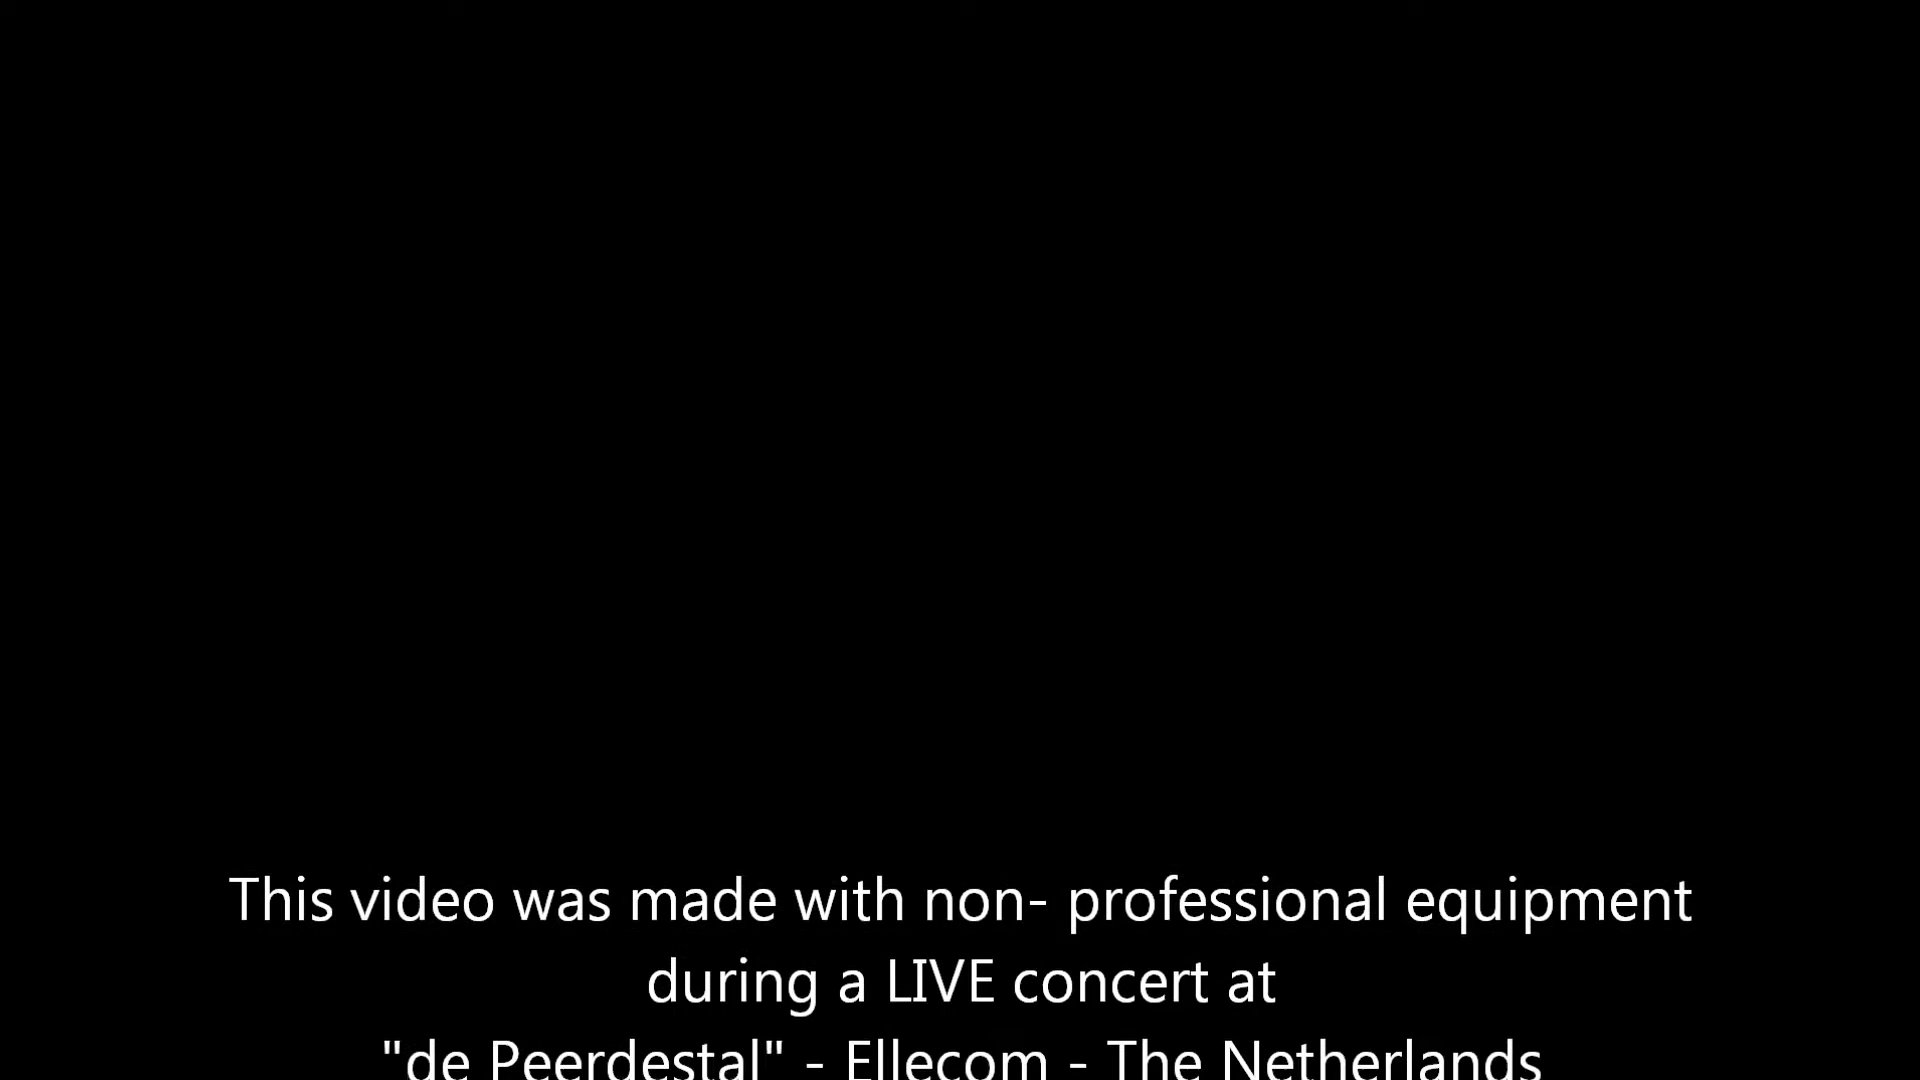 This video was made with non- professional equipment
during a LIVE concert at
"de Peerdestal" - Ellecom - The Netherlands